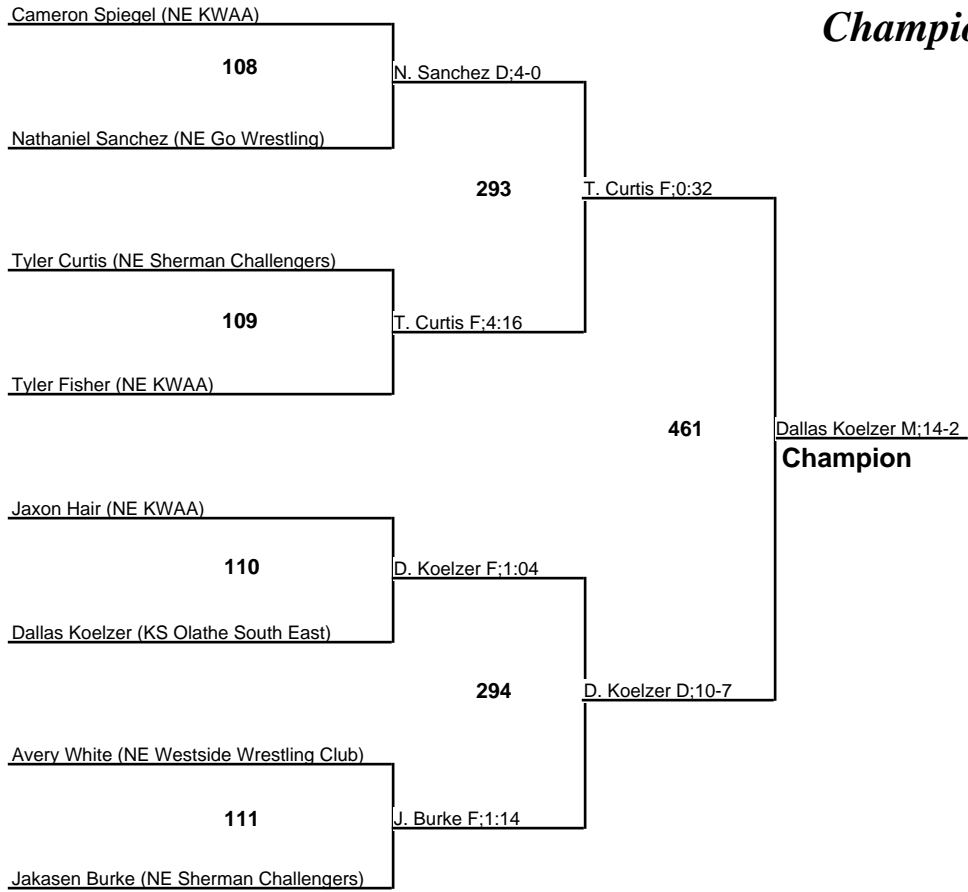 Cameron Spiegel (NE KWAA)
Champio
108
N. Sanchez D;4-0
Nathaniel Sanchez (NE Go Wrestling)
293
T. Curtis F;0:32
Tyler Curtis (NE Sherman Challengers)
109
T. Curtis F;4:16
Tyler Fisher (NE KWAA)
461
Dallas Koelzer M;14-2
Champion
Jaxon Hair (NE KWAA)
110
D. Koelzer F;1:04
Dallas Koelzer (KS Olathe South East)
294
D. Koelzer D;10-7
Avery White (NE Westside Wrestling Club)
111
J. Burke F;1:14
Jakasen Burke (NE Sherman Challengers)